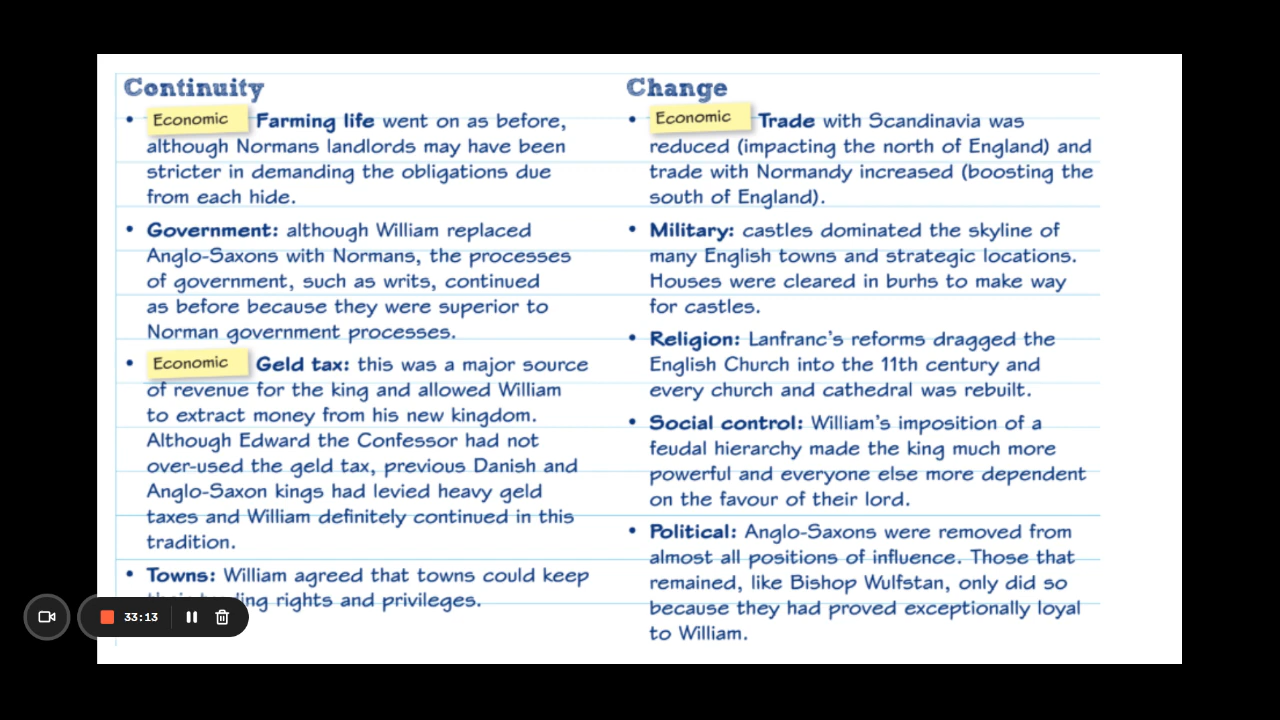 Continuity
• Economic Farming life went on as before,
although Normans landlords may have been
stricter in demanding the obligations due
from each hide.
• Government: although William replaced
Anglo-Saxons with Normans, the processes
of government, such as writs, continued
as before because they were superior to
Norman government processes.
• Economic Geld tax: this was a major source
of revenue for the king and allowed William
to extract money from his new kingdom.
Although Edward the Confessor had not
over-used the geld tax, previous Danish and
Anglo-Saxon kings had levied heavy geld
taxes and William definitely continued in this
tradition.
• Towns: William agreed that towns could keep
rights and privileges.
Change
• Economic Trade with Scandinavia was
reduced (impacting the north of England) and
trade with Normandy increased (boosting the
south of England).
• Military: castles dominated the skyline of
many English towns and strategic locations.
Houses were cleared in burhs to make way
for castles.
• Religion: Lanfranc's reforms dragged the
English Church into the 11th century and
every church and cathedral was rebuilt.
• Social control: William's imposition of a
feudal hierarchy made the king much more
powerful and everyone else more dependent
on the favour of their lord.
• Political: Anglo-Saxons were removed from
almost all positions of influence. Those that
remained, like Bishop Wulfstan, only did so
because they had proved exceptionally loyal
to William.
33:13